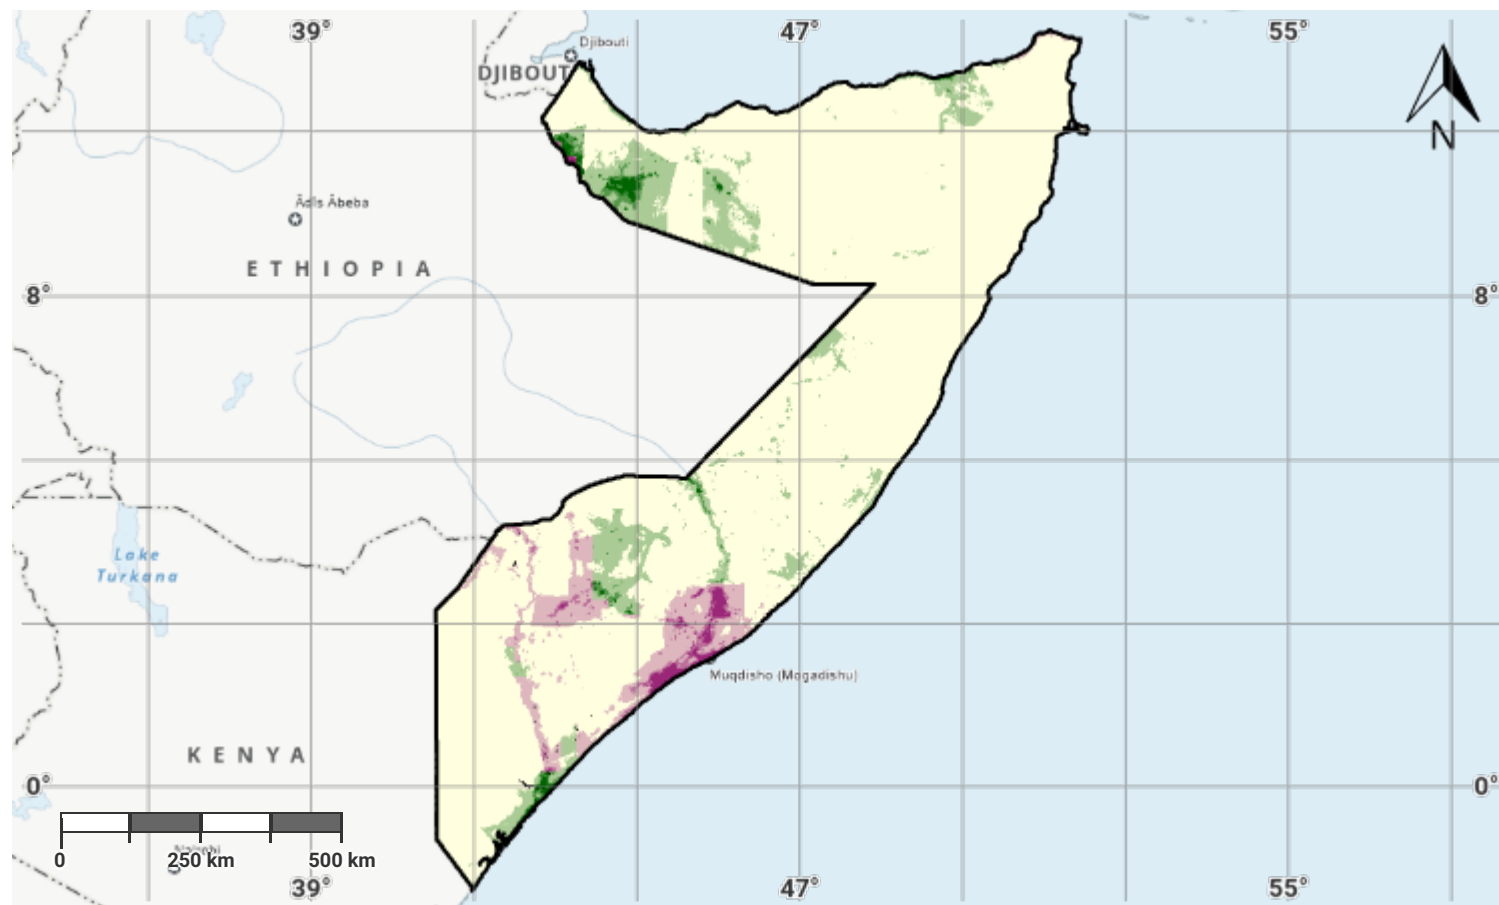 39°
47°
55°
Djibouti
DJIBOUT
N
Ādīs Ābeba
ETHIOPIA
8°
8°
Lake
Turkana
Muqdisho (Mogadishu)
KENYA
0°
0°
Nairobi
0
250 km
500 km
39°
47°
55°